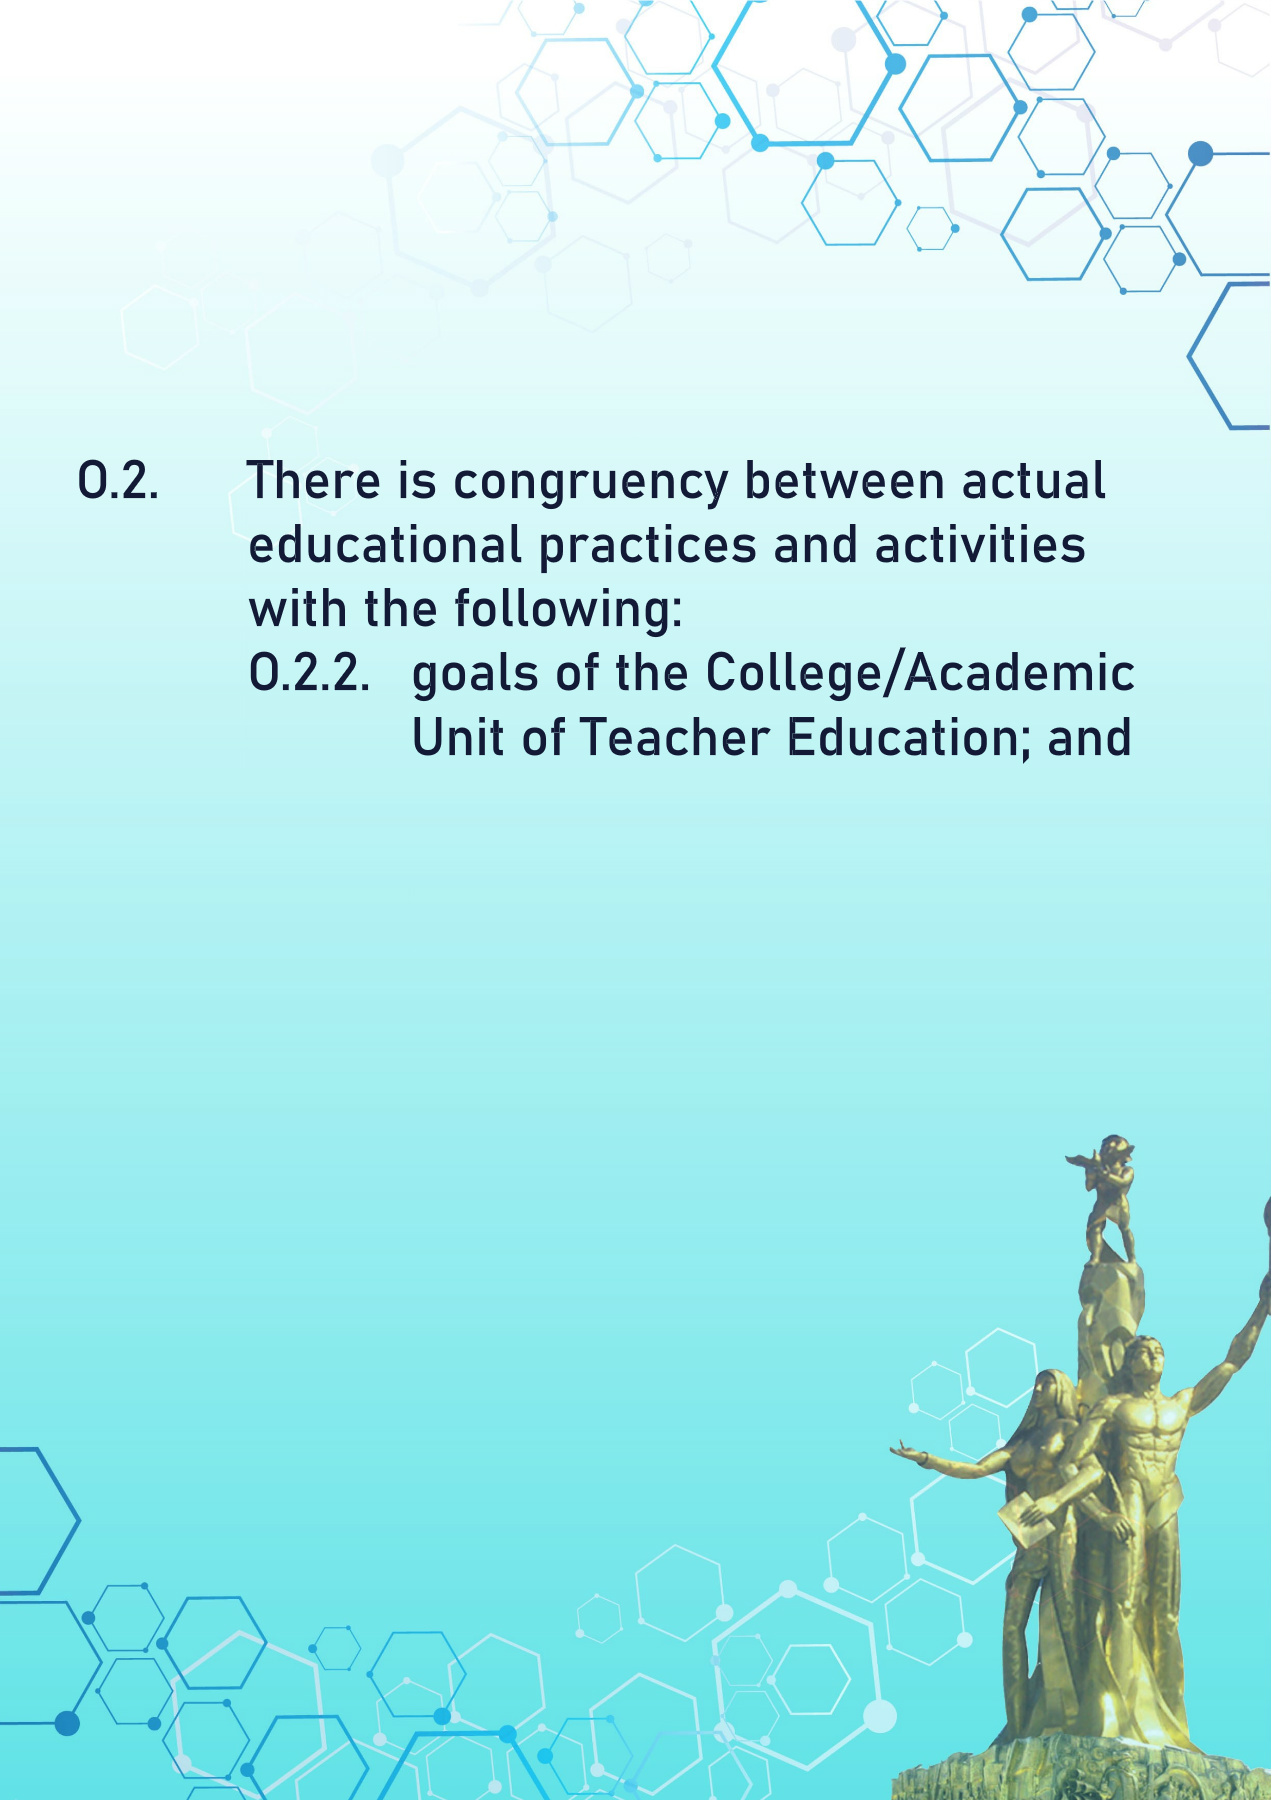 O.2. There is congruency between actual
educational practices and activities
with the following:
O.2.2. goals of the College/Academic
Unit of Teacher Education; and